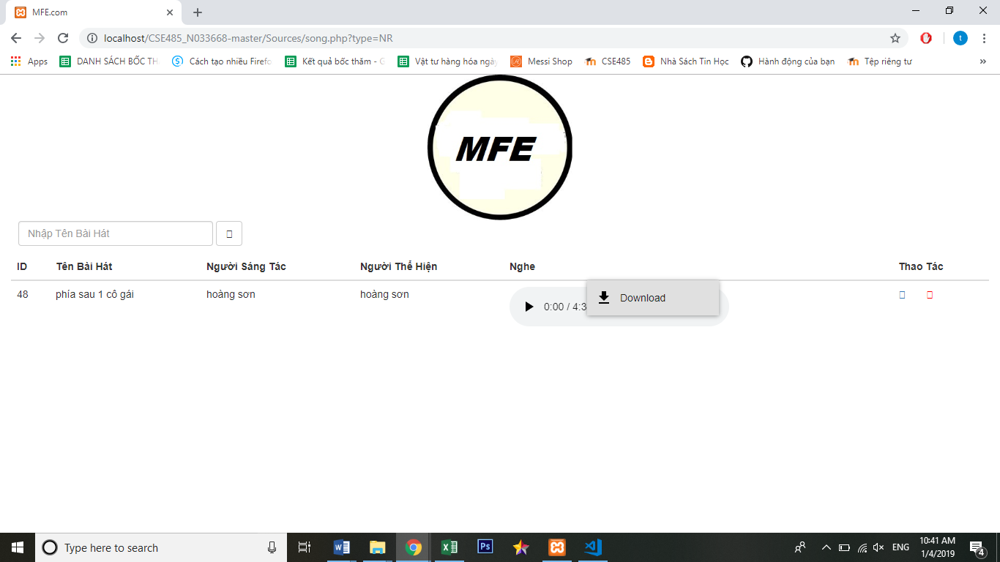 MFE.com
localhost/CSE485_N033668-master/Sources/song.php?type=NR
t
Apps DANH SÁCH BỐC TH Cách tạo nhiều Firefo Kết quả bốc thăm - G Vật tư hàng hóa ngày Messi Shop CSE485 Nhà Sách Tin Học Hành động của bạn Tệp riêng tư »
MFE
Nhập Tên Bài Hát
ID Tên Bài Hát Người Sáng Tác Người Thể Hiện Nghe Thao Tác
48 phía sau 1 cô gái hoàng sơn hoàng sơn 0:00 / 4:3 Download
Type here to search
Ps
ENG
10:41 AM
1/4/2019
4